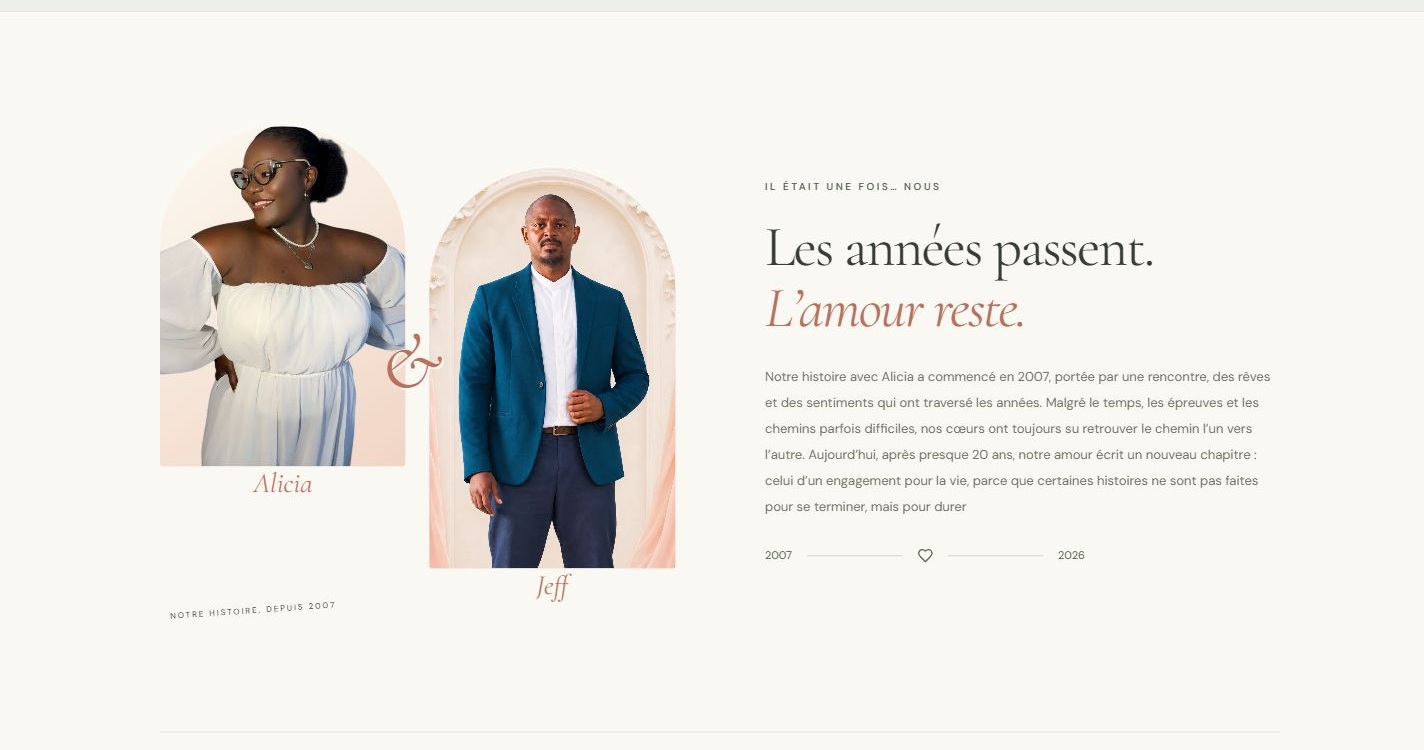 Alicia
&
Jeff
NOTRE HISTOIRE, DEPUIS 2007
IL ÉTAIT UNE FOIS… NOUS
Les années passent.
L’amour reste.
Notre histoire avec Alicia a commencé en 2007, portée par une rencontre, des rêves
et des sentiments qui ont traversé les années. Malgré le temps, les épreuves et les
chemins parfois difficiles, nos cœurs ont toujours su retrouver le chemin l’un vers
l’autre. Aujourd’hui, après presque 20 ans, notre amour écrit un nouveau chapitre :
celui d’un engagement pour la vie, parce que certaines histoires ne sont pas faites
pour se terminer, mais pour durer
2007 2026